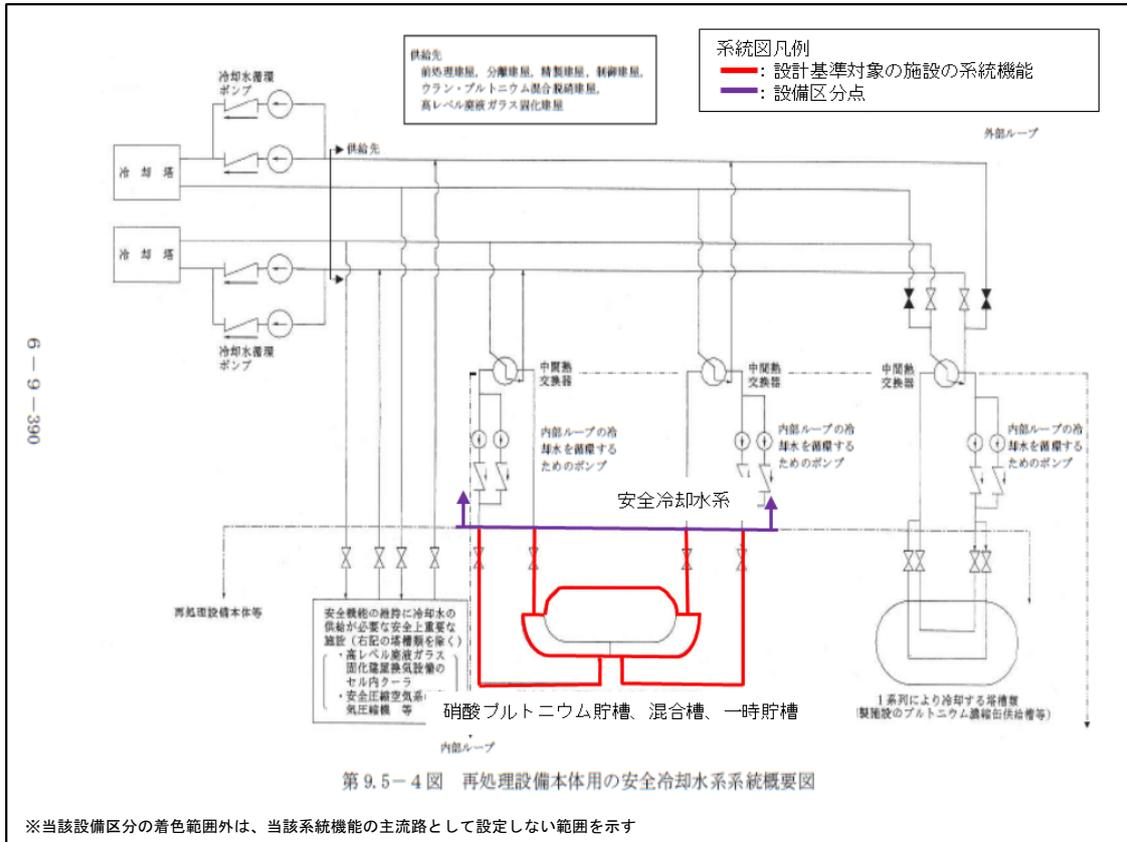 供給先
前処理建屋，分離建屋，精製建屋，制御建屋，
ウラン・プルトニウム混合脱硝建屋，
高レベル廃液ガラス固化建屋
系統図凡例
：設計基準対象の施設の系統機能
：設備区分点
冷却水循環
ポンプ
外部ループ
供給先
冷却塔
冷却塔
冷却水循環
ポンプ
6－9－390
中間熱
交換器
中間熱
交換器
中間熱
交換器
内部ループの冷
却水を循環する
ためのポンプ
内部ループの冷
却水を循環する
ためのポンプ
内部ループの冷
却水を循環する
ためのポンプ
安全冷却水系
再処理設備本体等
安全機能の維持に冷却水の
供給が必要な安全上重要な
施設（右記の塔槽類を除く）
・高レベル廃液ガラス
固化建屋換気設備の
セル内クーラ
・安全圧縮空気系
気圧縮機 等
硝酸プルトニウム貯槽、混合槽、一時貯槽
1系列により冷却する塔槽類
製施設のプルトニウム濃縮缶供給槽等）
内部ループ
第9.5－4図 再処理設備本体用の安全冷却水系系統概要図
※当該設備区分の着色範囲外は、当該系統機能の主流路として設定しない範囲を示す